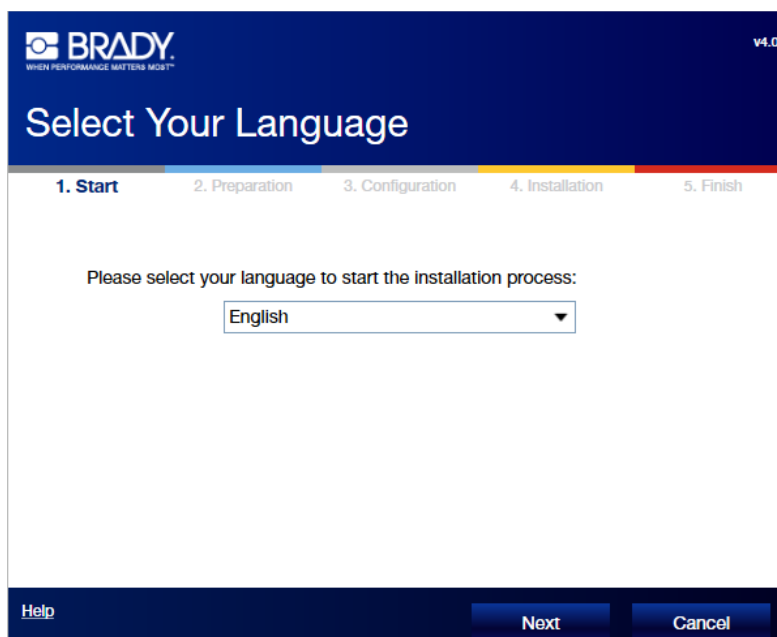 BRADY.
WHEN PERFORMANCE MATTERS MOST™
v4.0
Select Your Language
1. Start 2. Preparation 3. Configuration 4. Installation 5. Finish
Please select your language to start the installation process:
English
Help Next Cancel